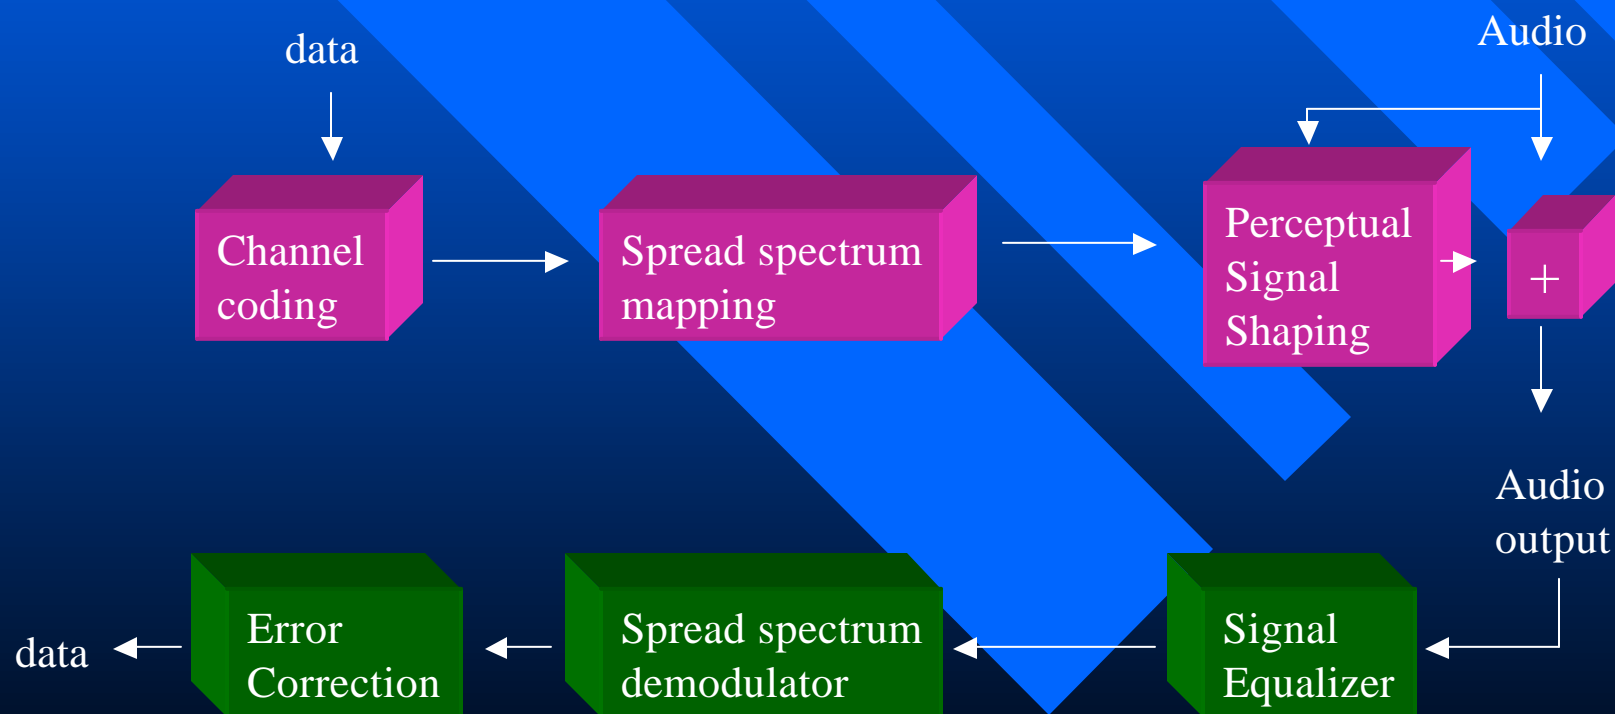 data
Audio
Channel
coding
Spread spectrum
mapping
Perceptual
Signal
Shaping
+
Audio
output
data
Error
Correction
Spread spectrum
demodulator
Signal
Equalizer